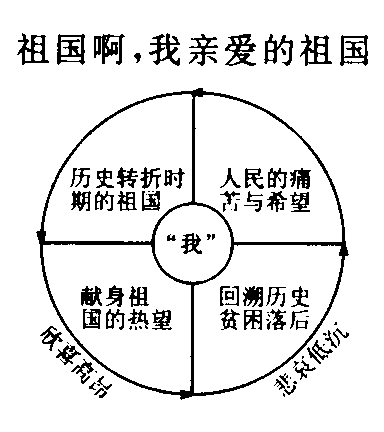 祖国啊，我亲爱的祖国
历史转折时
期的祖国
人民的痛
苦与希望
“我”
献身祖
国的热望
回溯历史
贫困落后
欣喜高昂
悲哀低沉